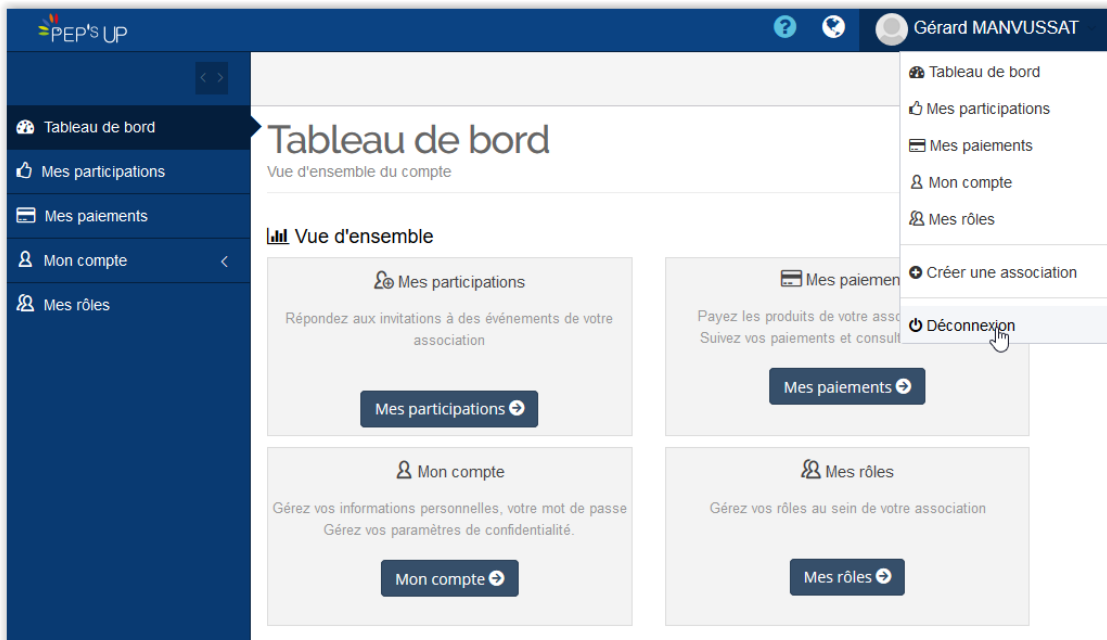 PEP'S UP
? Gérard MANVUSSAT
Tableau de bord
Mes participations
Mes paiements
Mon compte
Mes rôles
Créer une association
Déconnexion
Tableau de bord
Mes participations
Mes paiements
Mon compte
Mes rôles
Tableau de bord
Vue d'ensemble du compte
Vue d'ensemble
Mes participations
Répondez aux invitations à des événements de votre
association
Mes participations
Mes paiemen
Payez les produits de votre
Suivez vos paiements et
Mes paiements
Mon compte
Gérez vos informations personnelles, votre mot de passe
Gérez vos paramètres de confidentialité.
Mon compte
Mes rôles
Gérez vos rôles au sein de votre association
Mes rôles